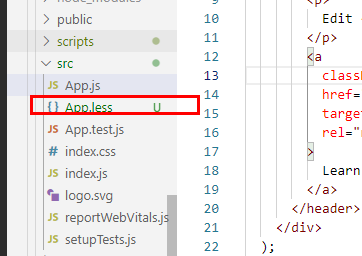 node_modules
public
scripts
src
JS App.js
{} App.less U
JS App.test.js
# index.css
JS index.js
logo.svg
JS reportWebVitals.js
JS setupTests.js
9 <p>
10 Edit
11 </p>
12 <a
13 class
14 href=
15 target
16 rel="
17 >
18 Learn
19 </a>
20 </header>
21 </div>
22 );